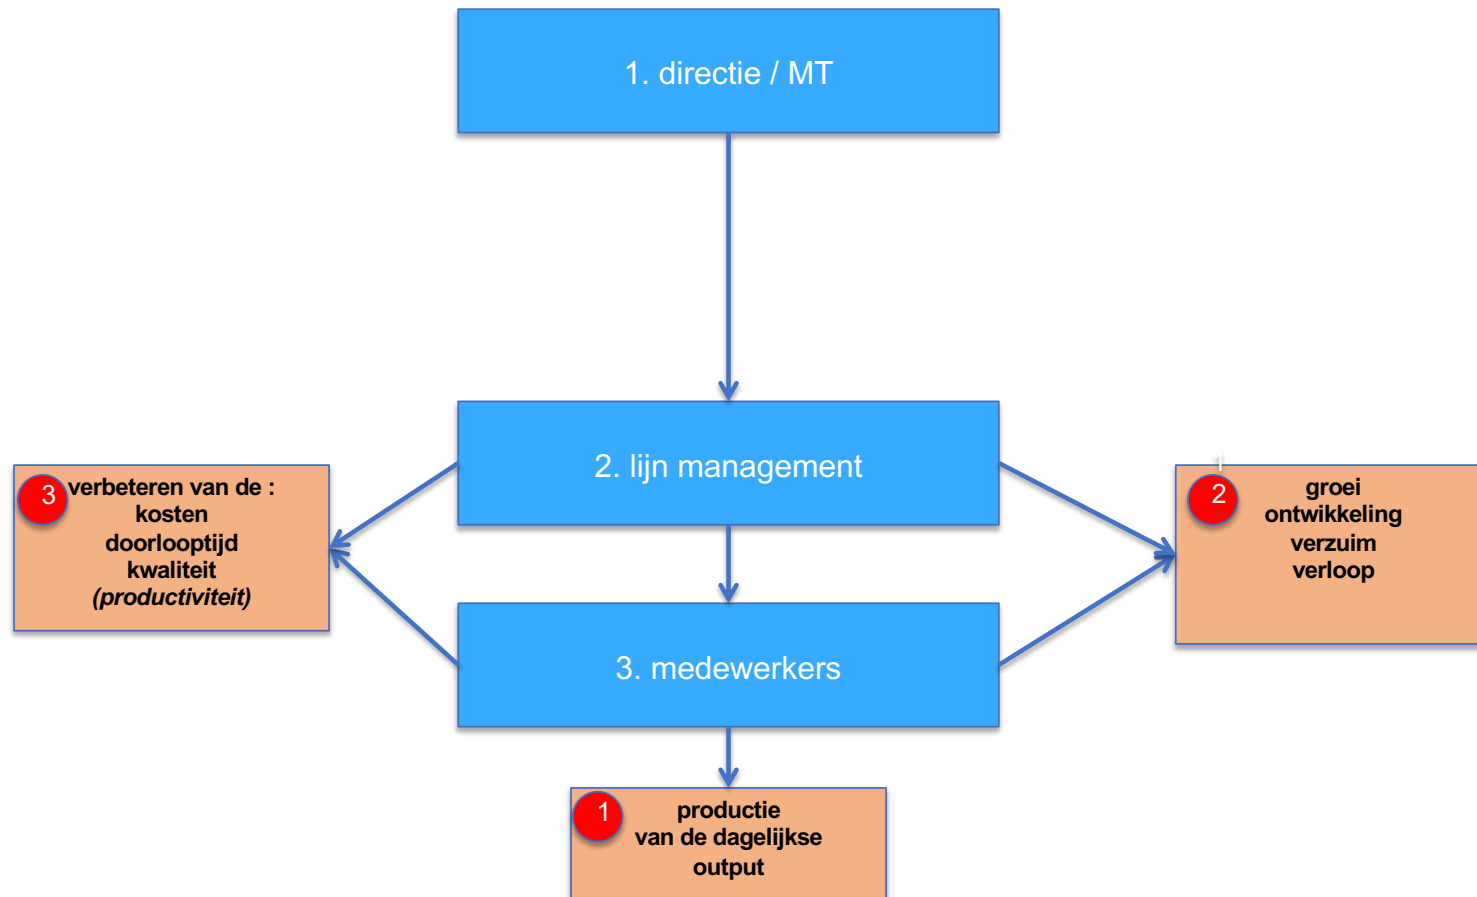 1. directie / MT
2. lijn management
3
verbeteren van de :
kosten
doorlooptijd
kwaliteit
(productiviteit)
1
2
groei
ontwikkeling
verzuim
verloop
3. medewerkers
1
productie
van de dagelijkse
output